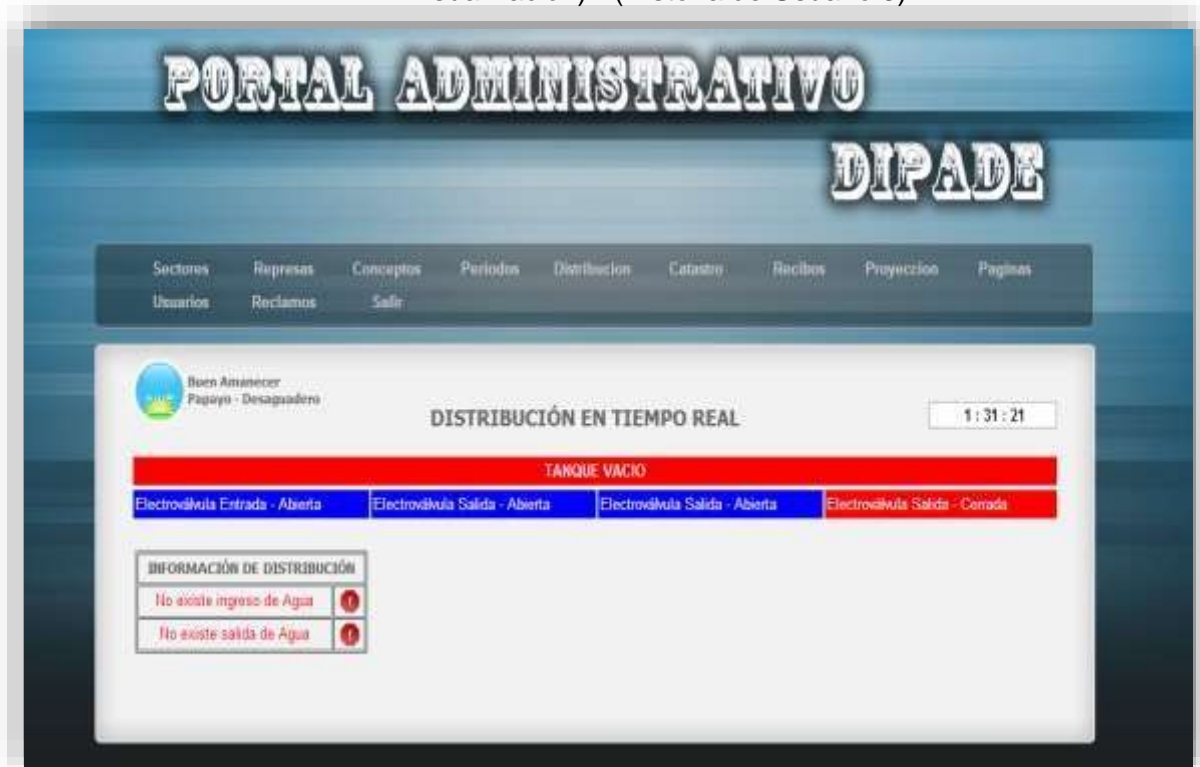 PORTAL ADMINISTRATIVO
DIPADE
Sectores Represas Conceptos Periodos Distribucion Catastro Recibos Proyeccion Paginas
Usuarios Reclamos Salir
Buen Amanecer
Papayo - Desaguadero
DISTRIBUCIÓN EN TIEMPO REAL
1 : 31 : 21
TANQUE VACIO
Electroválvula Entrada - Abierta Electroválvula Salida - Abierta Electroválvula Salida - Abierta Electroválvula Salida - Cerrada
INFORMACIÓN DE DISTRIBUCIÓN
No existe ingreso de Agua
No existe salida de Agua